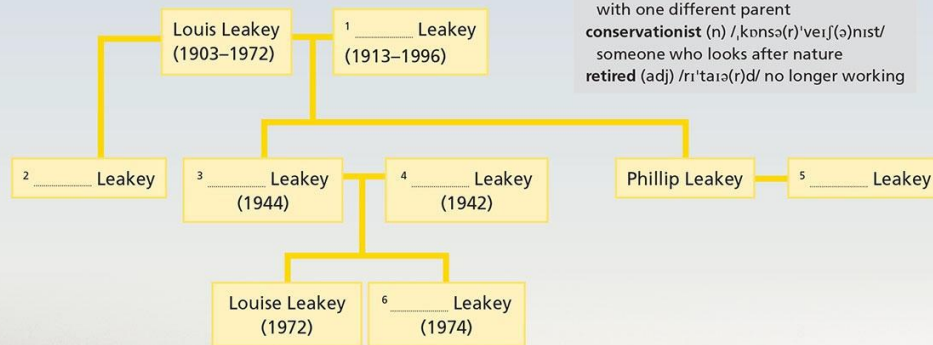 with one different parent
conservationist (n) /ˌkɒnsə(r)ˈveɪʃ(ə)nɪst/
someone who looks after nature
retired (adj) /rɪˈtaɪə(r)d/ no longer working
Louis Leakey
(1903–1972)
1 ............ Leakey
(1913–1996)
2 ............ Leakey
3 ............ Leakey
(1944)
4 ............ Leakey
(1942)
Phillip Leakey
5 ............ Leakey
Louise Leakey
(1972)
6 ............ Leakey
(1974)